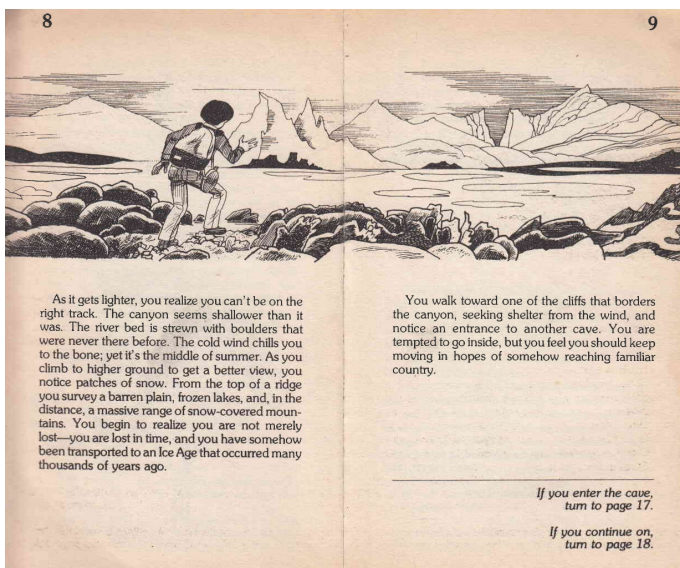 8
As it gets lighter, you realize you can't be on the
right track. The canyon seems shallower than it
was. The river bed is strewn with boulders that
were never there before. The cold wind chills you
to the bone; yet it's the middle of summer. As you
climb to higher ground to get a better view, you
notice patches of snow. From the top of a ridge
you survey a barren plain, frozen lakes, and, in the
distance, a massive range of snow-covered moun-
tains. You begin to realize you are not merely
lost—you are lost in time, and you have somehow
been transported to an Ice Age that occurred many
thousands of years ago.
9
You walk toward one of the cliffs that borders
the canyon, seeking shelter from the wind, and
notice an entrance to another cave. You are
tempted to go inside, but you feel you should keep
moving in hopes of somehow reaching familiar
country.
If you enter the cave,
turn to page 17.
If you continue on,
turn to page 18.